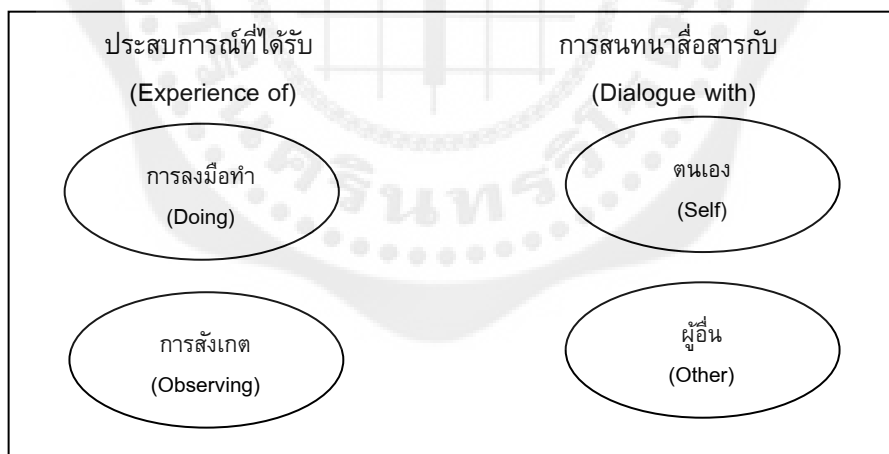 ประสบการณ์ที่ได้รับ
(Experience of)
การสนทนาสื่อสารกับ
(Dialogue with)
การลงมือทำ
(Doing)
ตนเอง
(Self)
การสังเกต
(Observing)
ผู้อื่น
(Other)